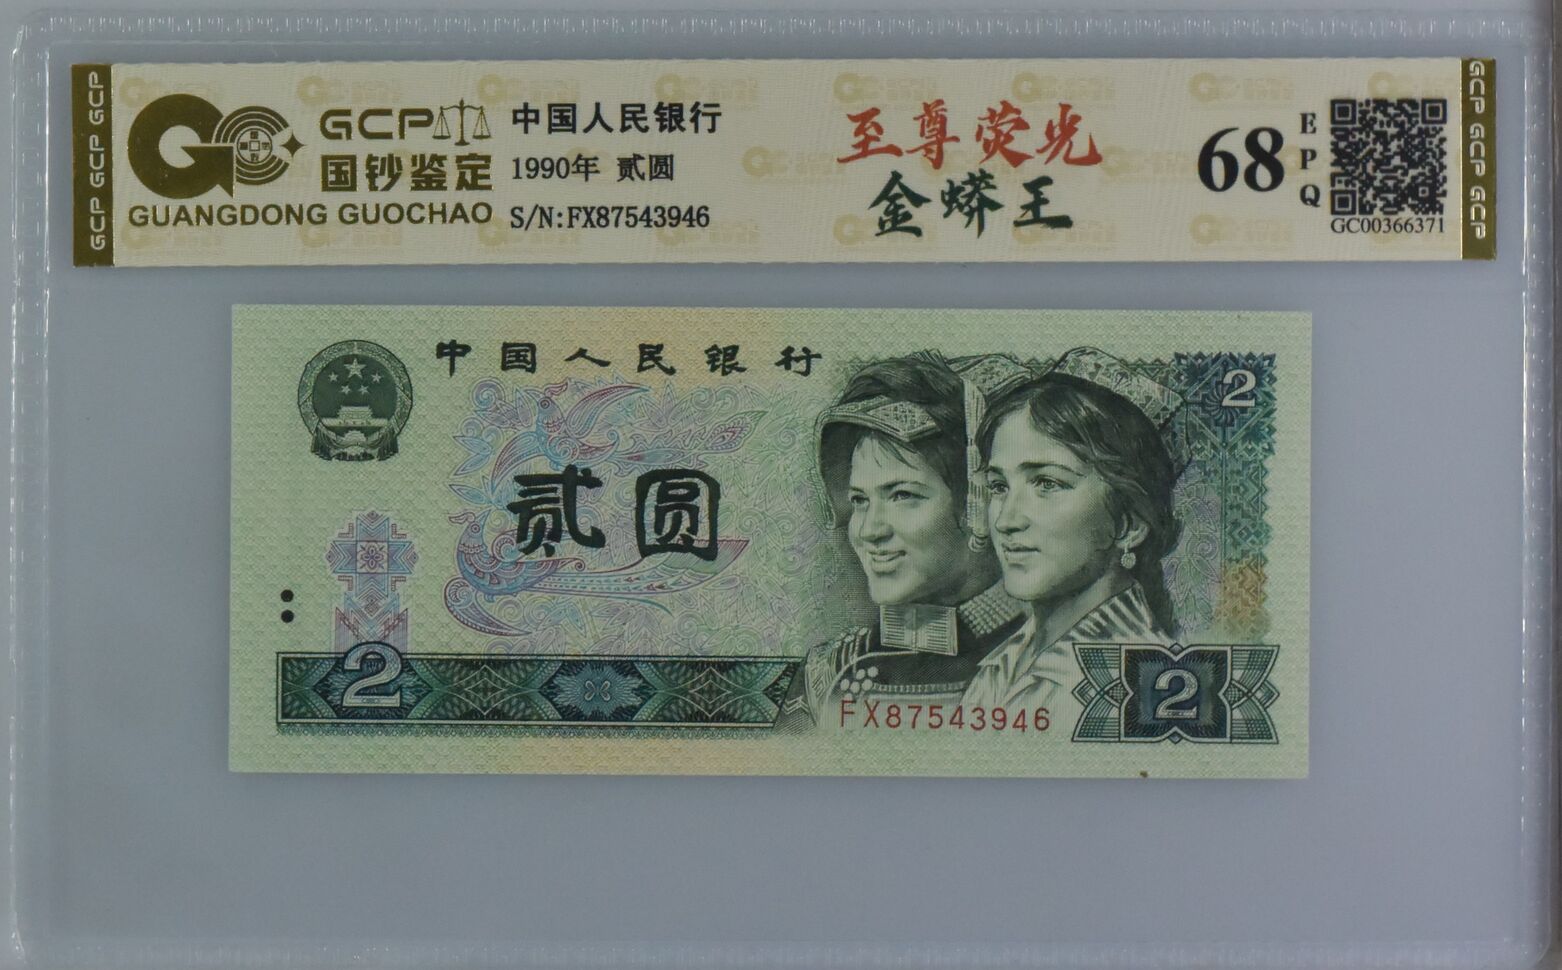 GCP GCP GCP
GCP
国钞鉴定
GUANGDONG GUOCHAO
中国人民银行
1990年 贰圆
S/N:FX87543946
至尊荧光
金蟒王
68
EPQ
GC00366371
GCP GCP GCP
中国人民银行
2
贰圆
2
FX87543946
2